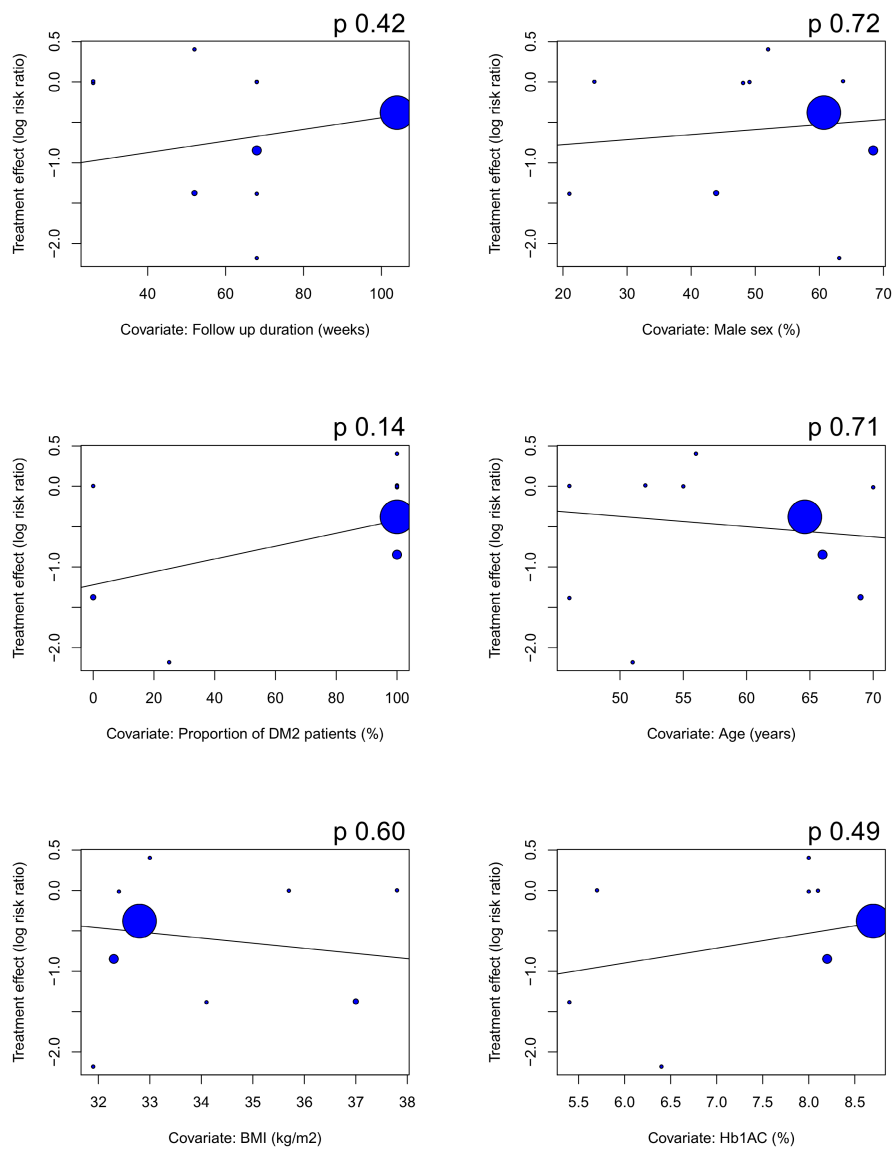 p 0.42
Treatment effect (log risk ratio)
0.5
0.0
−1.0
−2.0
40 60 80 100
Covariate: Follow up duration (weeks)
p 0.72
Treatment effect (log risk ratio)
0.5
0.0
−1.0
−2.0
20 30 40 50 60 70
Covariate: Male sex (%)
p 0.14
Treatment effect (log risk ratio)
0.5
0.0
−1.0
−2.0
0 20 40 60 80 100
Covariate: Proportion of DM2 patients (%)
p 0.71
Treatment effect (log risk ratio)
0.5
0.0
−1.0
−2.0
50 55 60 65 70
Covariate: Age (years)
p 0.60
Treatment effect (log risk ratio)
0.5
0.0
−1.0
−2.0
32 33 34 35 36 37 38
Covariate: BMI (kg/m2)
p 0.49
Treatment effect (log risk ratio)
0.5
0.0
−1.0
−2.0
5.5 6.0 6.5 7.0 7.5 8.0 8.5
Covariate: Hb1AC (%)